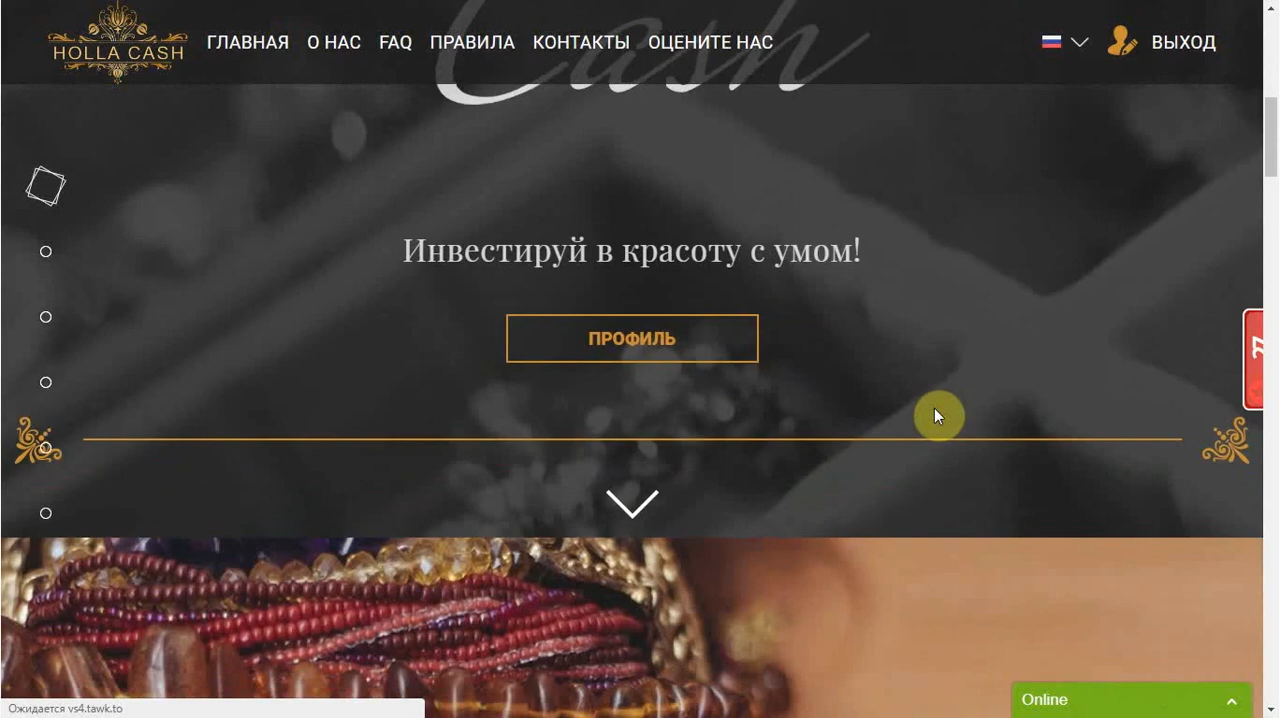 HOLLA CASH
ГЛАВНАЯ О НАС FAQ ПРАВИЛА КОНТАКТЫ ОЦЕНИТЕ НАС
ВЫХОД
Cash
Инвестируй в красоту с умом!
ПРОФИЛЬ
Ожидается vs4.tawk.to
Online